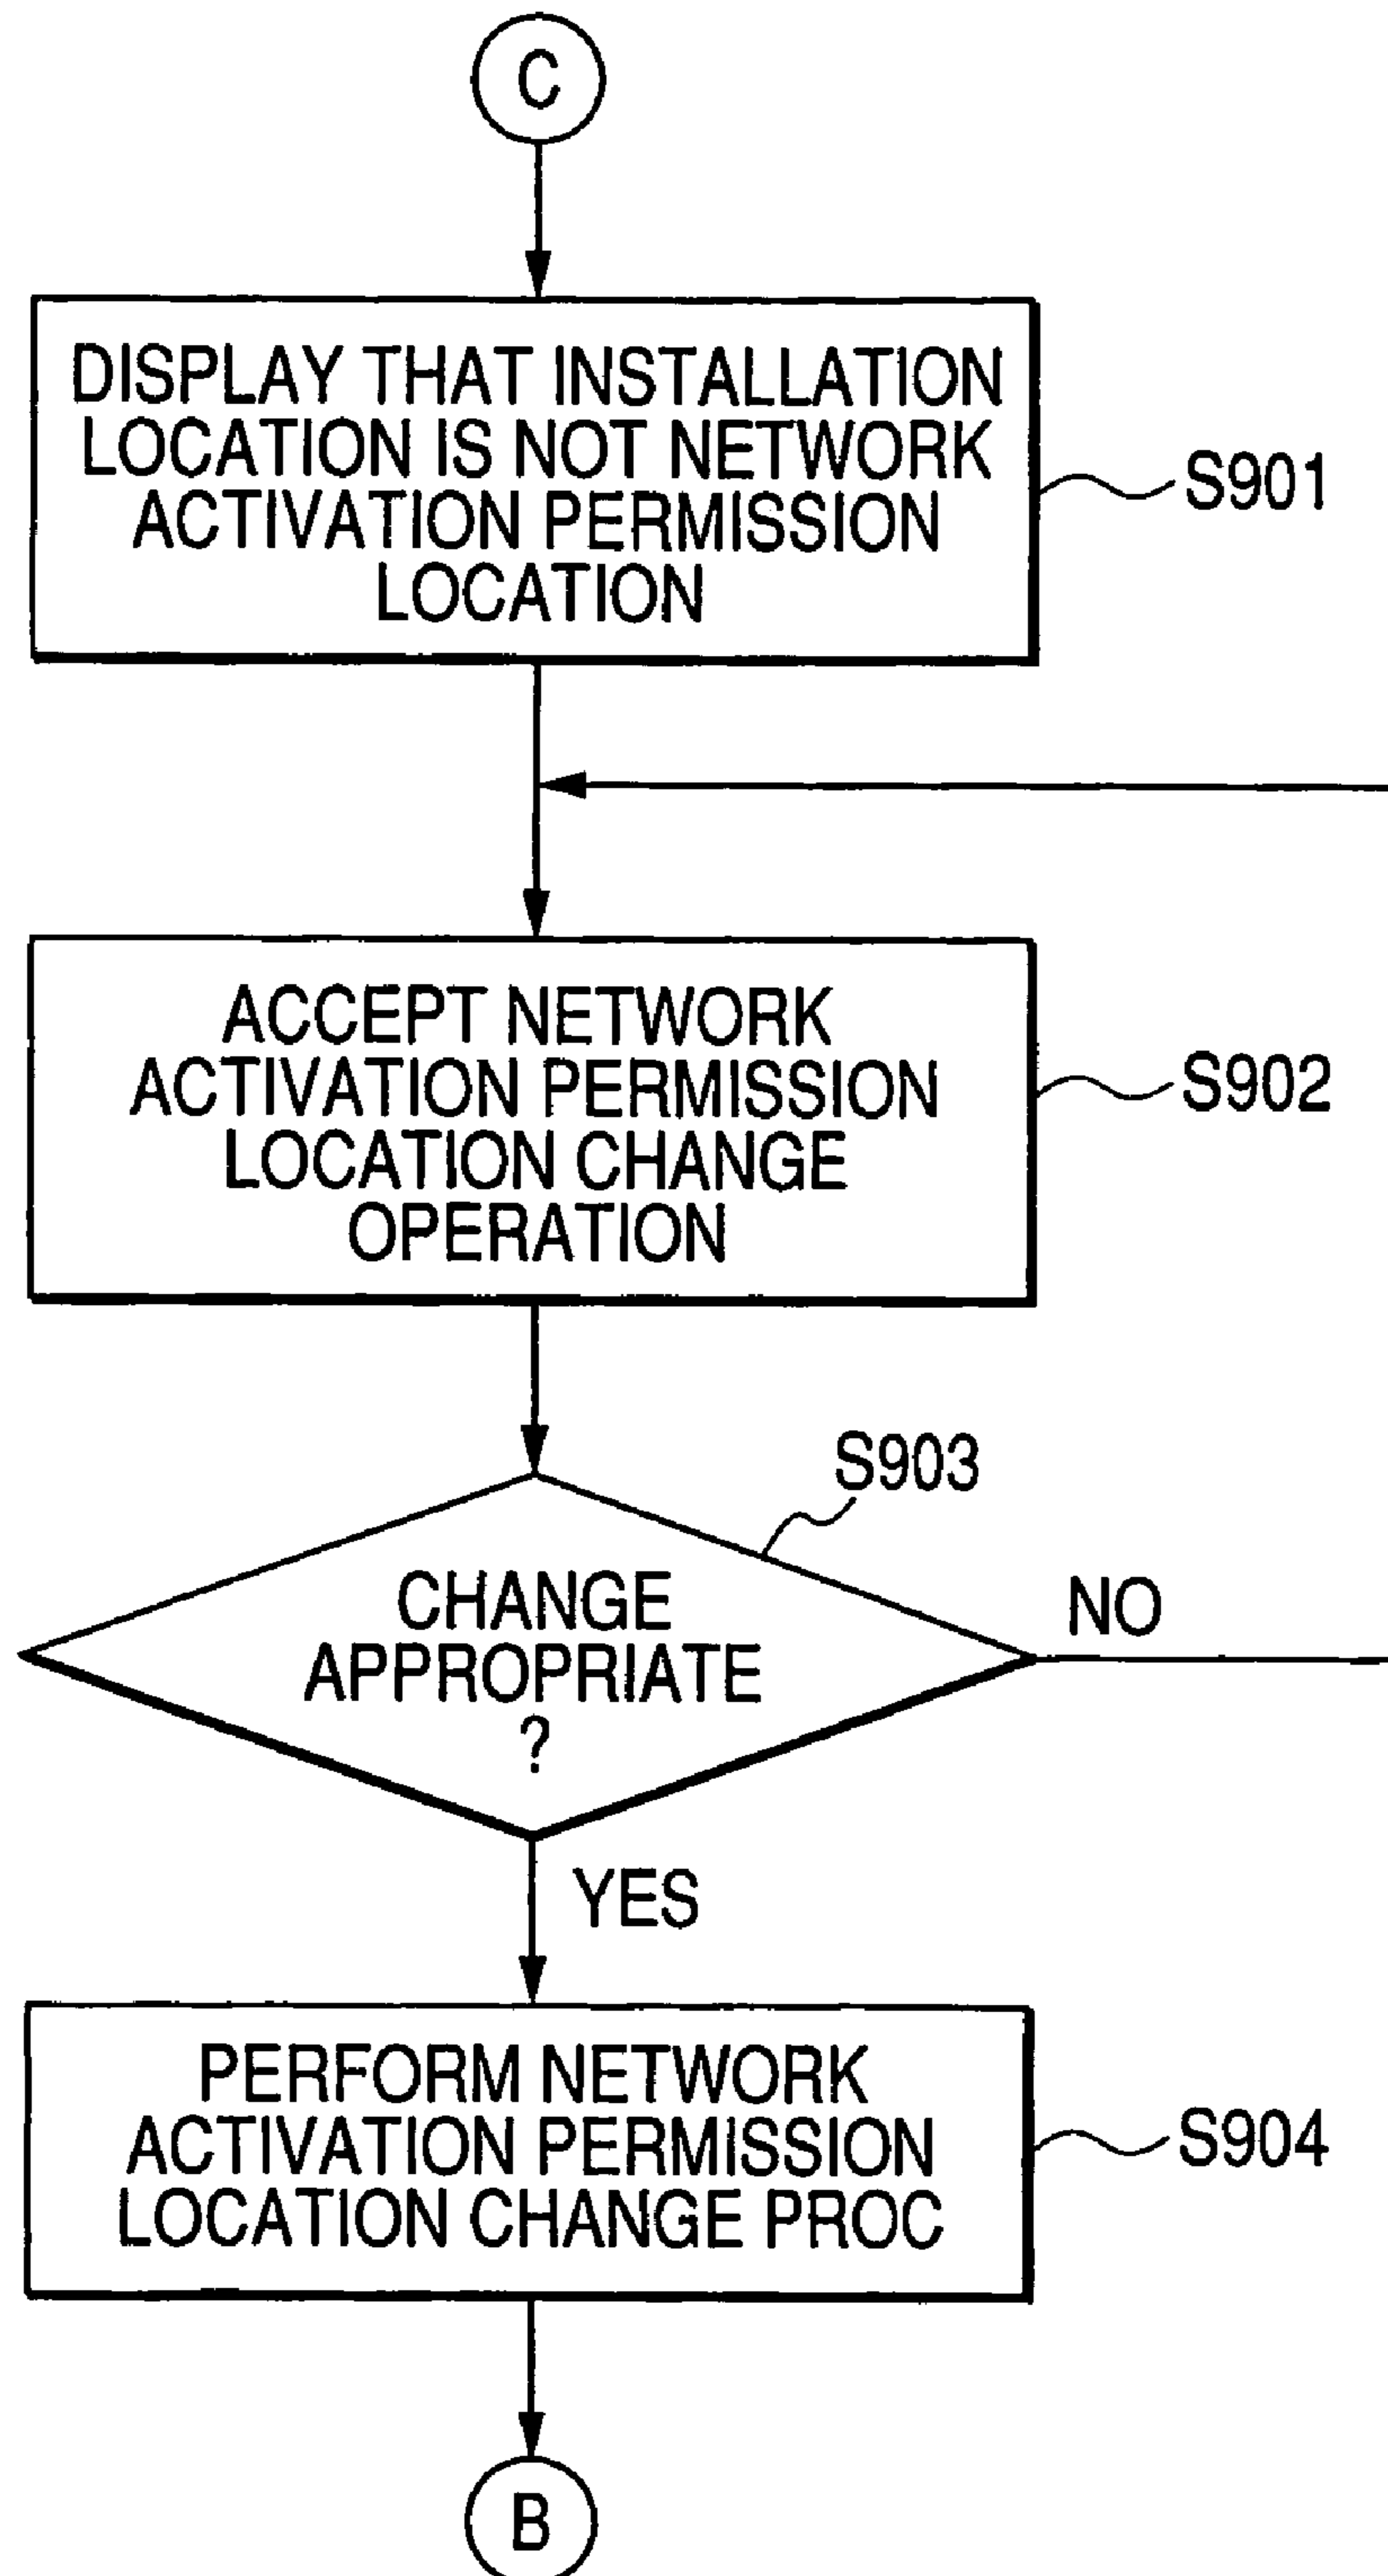 C
DISPLAY THAT INSTALLATION
LOCATION IS NOT NETWORK
ACTIVATION PERMISSION
LOCATION
S901
ACCEPT NETWORK
ACTIVATION PERMISSION
LOCATION CHANGE
OPERATION
S902
S903
CHANGE
APPROPRIATE
?
NO
YES
PERFORM NETWORK
ACTIVATION PERMISSION
LOCATION CHANGE PROC
S904
B